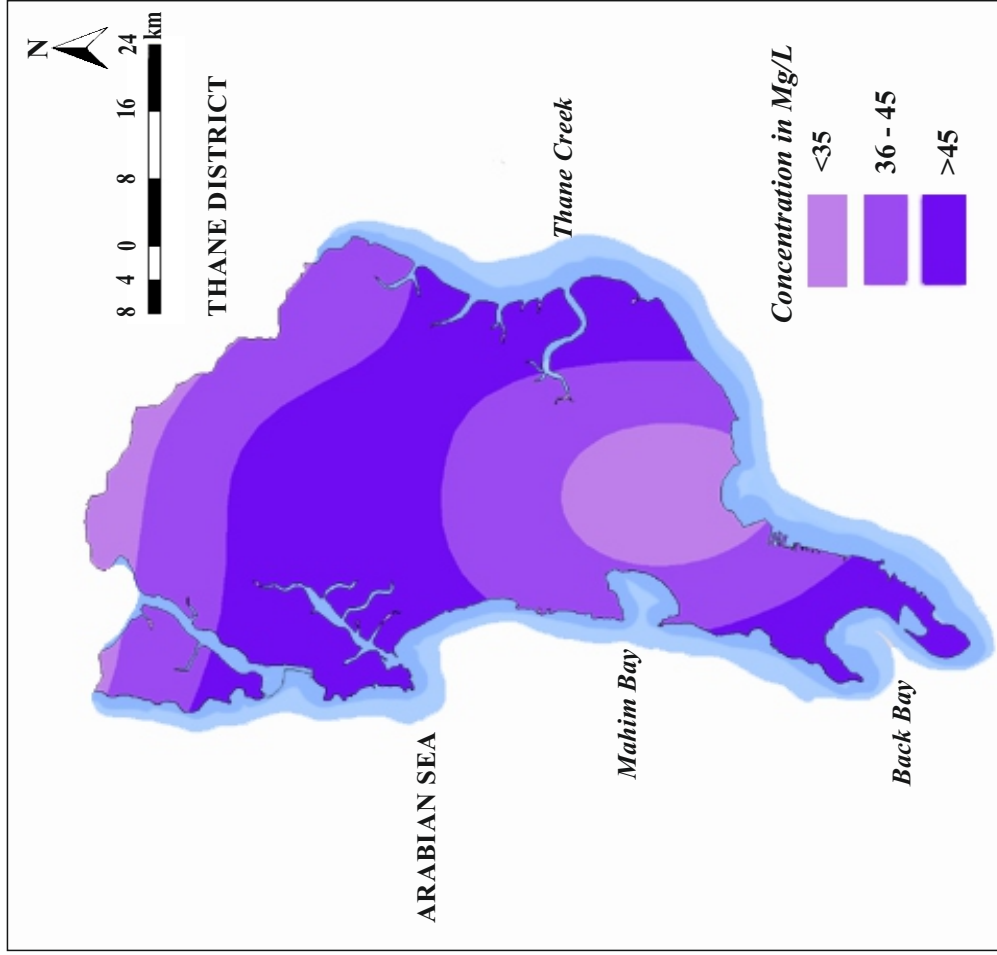 N
8 4 0 8 16 24
km
THANE DISTRICT
Thane Creek
ARABIAN SEA
Mahim Bay
Back Bay
Concentration in Mg/L
<35
36 - 45
>45